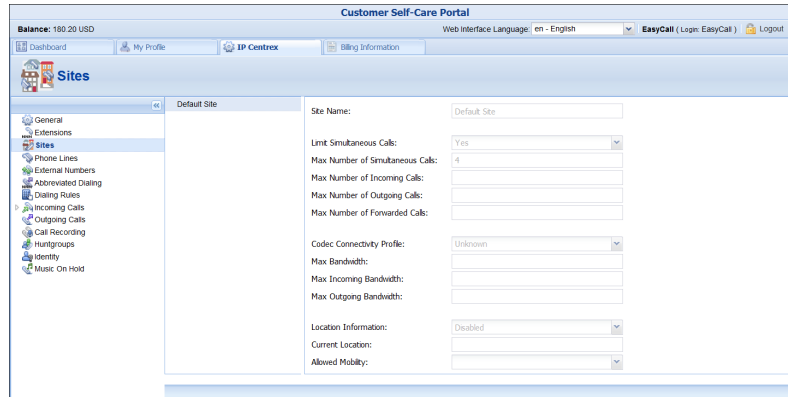 Customer Self-Care Portal
Balance: 180.20 USD
Web Interface Language: en - English
EasyCall ( Login: EasyCall )
Logout
Dashboard
My Profile
IP Centrex
Billing Information
Sites
General
Extensions
Sites
Phone Lines
External Numbers
Abbreviated Dialing
Dialing Rules
Incoming Calls
Outgoing Calls
Call Recording
Huntgroups
Identity
Music On Hold
Default Site
Site Name: Default Site
Limit Simultaneous Calls: Yes
Max Number of Simultaneous Calls: 4
Max Number of Incoming Calls:
Max Number of Outgoing Calls:
Max Number of Forwarded Calls:
Codec Connectivity Profile: Unknown
Max Bandwidth:
Max Incoming Bandwidth:
Max Outgoing Bandwidth:
Location Information: Disabled
Current Location:
Allowed Mobility: